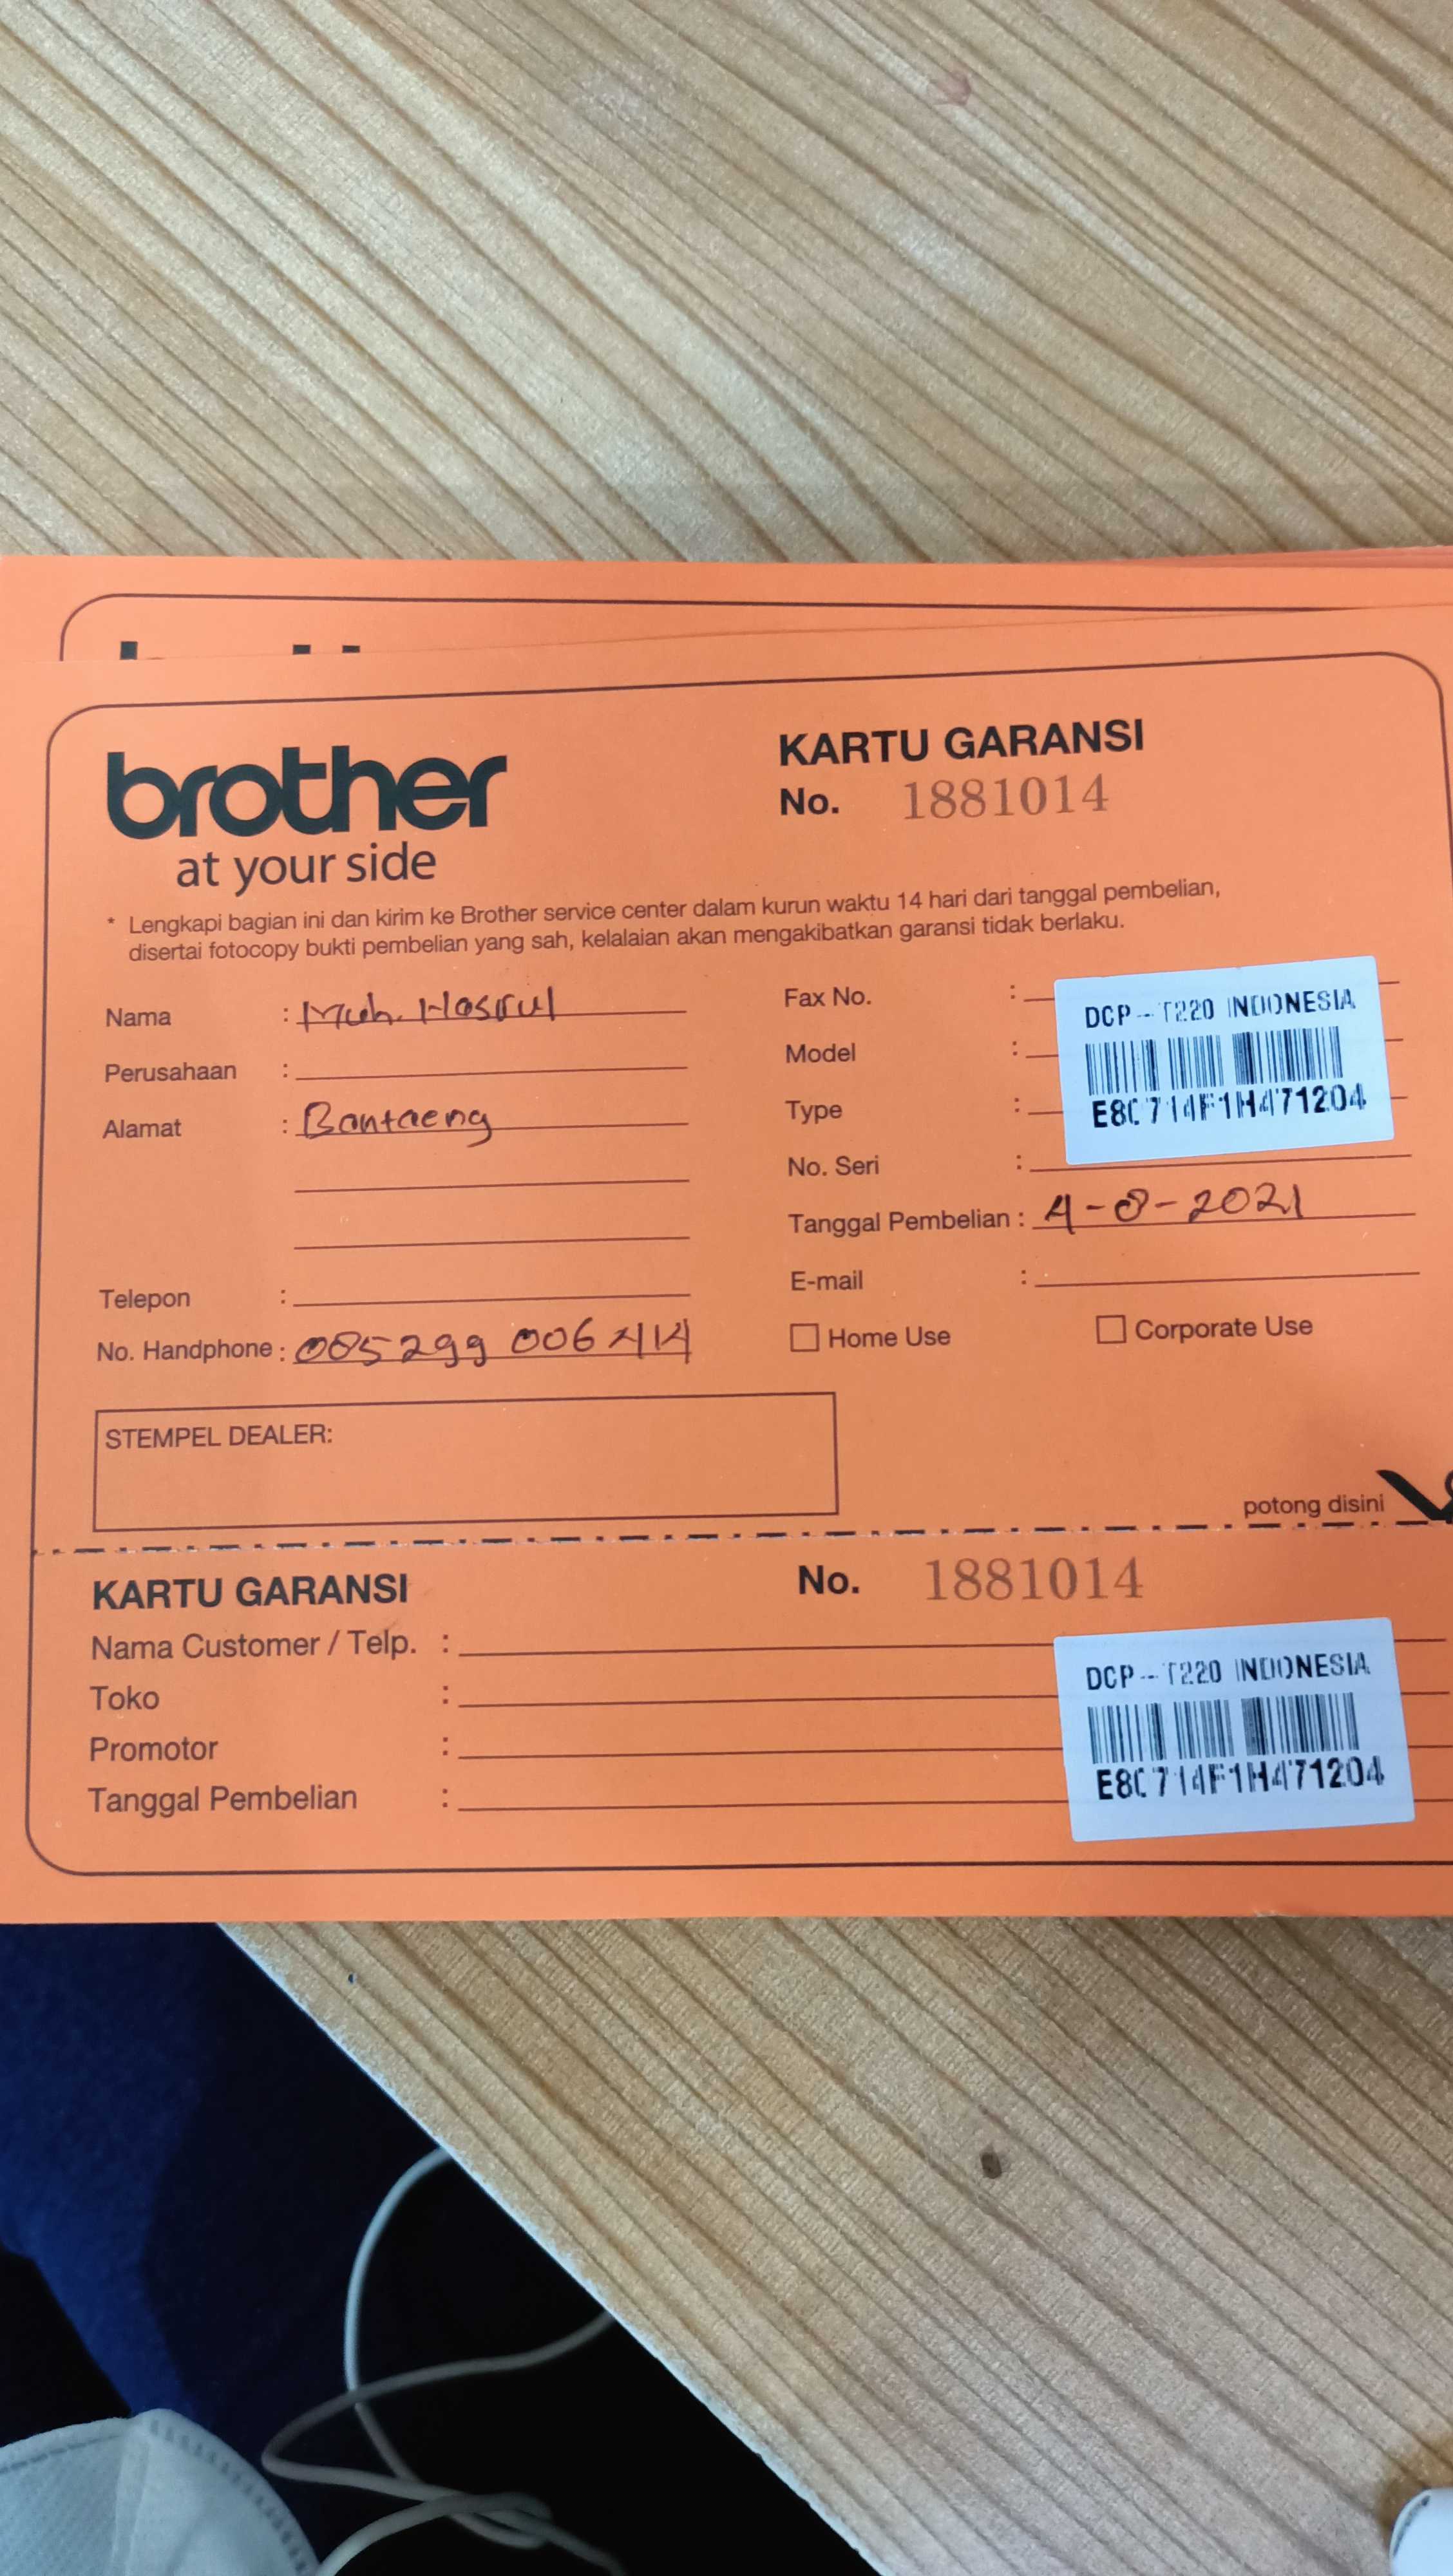 brother
at your side
KARTU GARANSI
No. 1881014
* Lengkapi bagian ini dan kirim ke Brother service center dalam kurun waktu 14 hari dari tanggal pembelian,
disertai fotocopy bukti pembelian yang sah, kelalaian akan mengakibatkan garansi tidak berlaku.
Nama : Muh. Hasrul
Perusahaan :
Alamat : Bantaeng
Telepon :
No. Handphone : 085299 006 414
Fax No. :
Model :
Type :
No. Seri :
DCP-T220 INDONESIA
E80714F1H471204
Tanggal Pembelian : 4-8-2021
E-mail :
Home Use Corporate Use
STEMPEL DEALER:
potong disini
KARTU GARANSI No. 1881014
Nama Customer / Telp. :
Toko :
Promotor :
Tanggal Pembelian :
DCP-T220 INDONESIA
E80714F1H471204